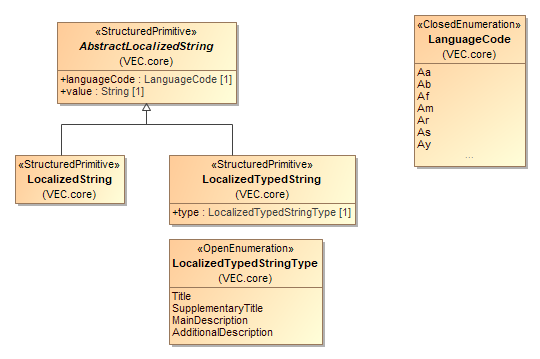 «StructuredPrimitive»
AbstractLocalizedString
(VEC.core)
+languageCode : LanguageCode [1]
+value : String [1]
«ClosedEnumeration»
LanguageCode
(VEC.core)
Aa
Ab
Af
Am
Ar
As
Ay
...
«StructuredPrimitive»
LocalizedString
(VEC.core)
«StructuredPrimitive»
LocalizedTypedString
(VEC.core)
+type : LocalizedTypedStringType [1]
«OpenEnumeration»
LocalizedTypedStringType
(VEC.core)
Title
SupplementaryTitle
MainDescription
AdditionalDescription